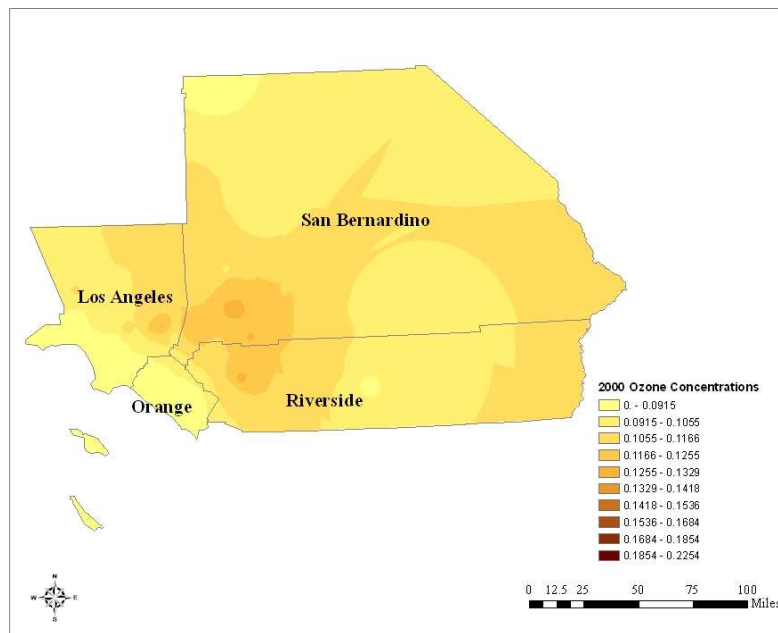 San Bernardino
Los Angeles
Orange
Riverside
2000 Ozone Concentrations
0. - 0.0915
0.0915 - 0.1055
0.1055 - 0.1166
0.1166 - 0.1255
0.1255 - 0.1329
0.1329 - 0.1418
0.1418 - 0.1536
0.1536 - 0.1684
0.1684 - 0.1854
0.1854 - 0.2254
N
W E
S
0 12.5 25 50 75 100
Miles